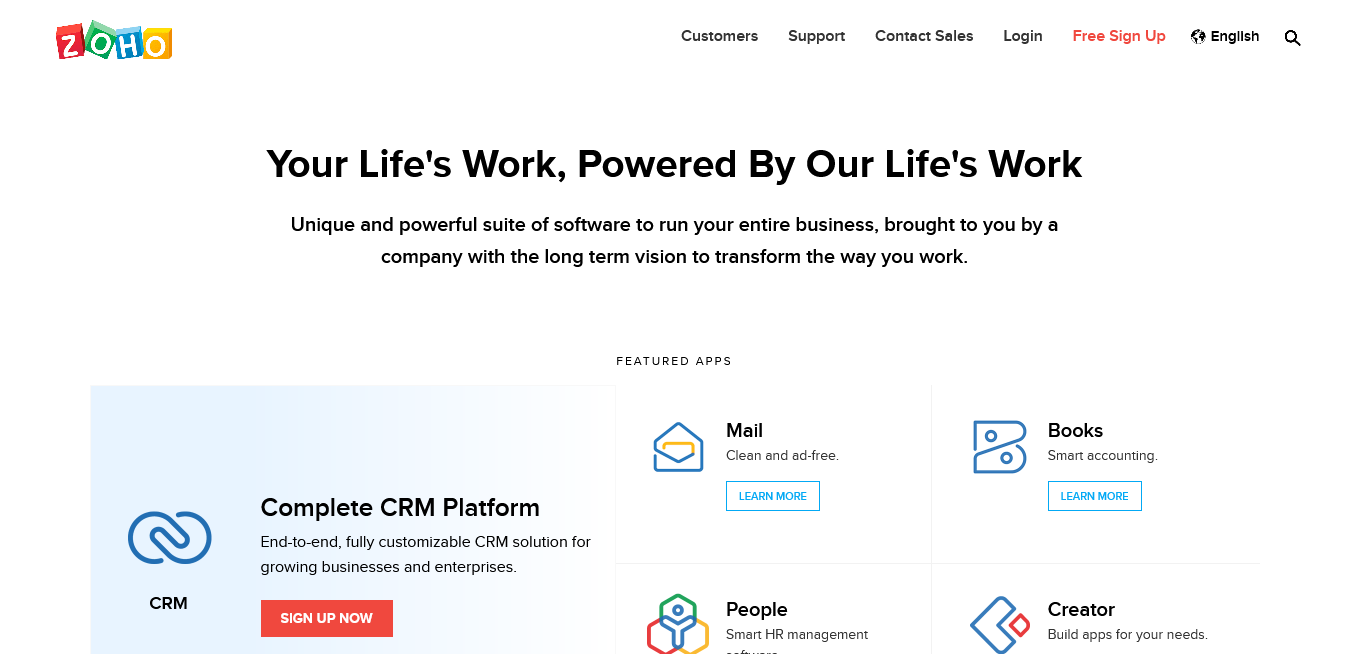 ZOHO
Customers Support Contact Sales Login Free Sign Up English
Your Life's Work, Powered By Our Life's Work
Unique and powerful suite of software to run your entire business, brought to you by a
company with the long term vision to transform the way you work.
FEATURED APPS
CRM
Complete CRM Platform
End-to-end, fully customizable CRM solution for
growing businesses and enterprises.
SIGN UP NOW
Mail
Clean and ad-free.
LEARN MORE
Books
Smart accounting.
LEARN MORE
People
Smart HR management
software.
Creator
Build apps for your needs.